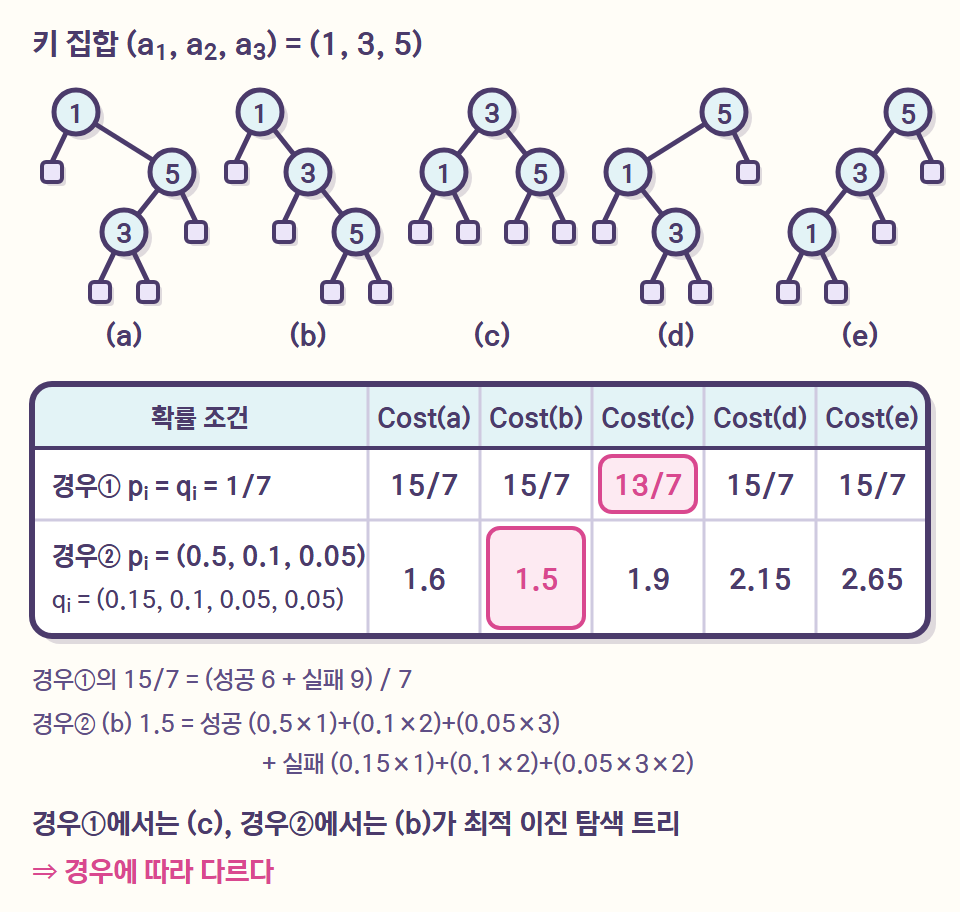 키 집합 (a₁, a₂, a₃) = (1, 3, 5)
1 1 3 5 5
5 3 1 5 1 3
3 5 3 1
(a) (b) (c) (d) (e)
확률 조건 Cost(a) Cost(b) Cost(c) Cost(d) Cost(e)
경우① pᵢ = qᵢ = 1/7 15/7 15/7 13/7 15/7 15/7
경우② pᵢ = (0.5, 0.1, 0.05)
qᵢ = (0.15, 0.1, 0.05, 0.05) 1.6 1.5 1.9 2.15 2.65
경우①의 15/7 = (성공 6 + 실패 9) / 7
경우② (b) 1.5 = 성공 (0.5×1)+(0.1×2)+(0.05×3)
+ 실패 (0.15×1)+(0.1×2)+(0.05×3×2)
경우①에서는 (c), 경우②에서는 (b)가 최적 이진 탐색 트리
⇒ 경우에 따라 다르다